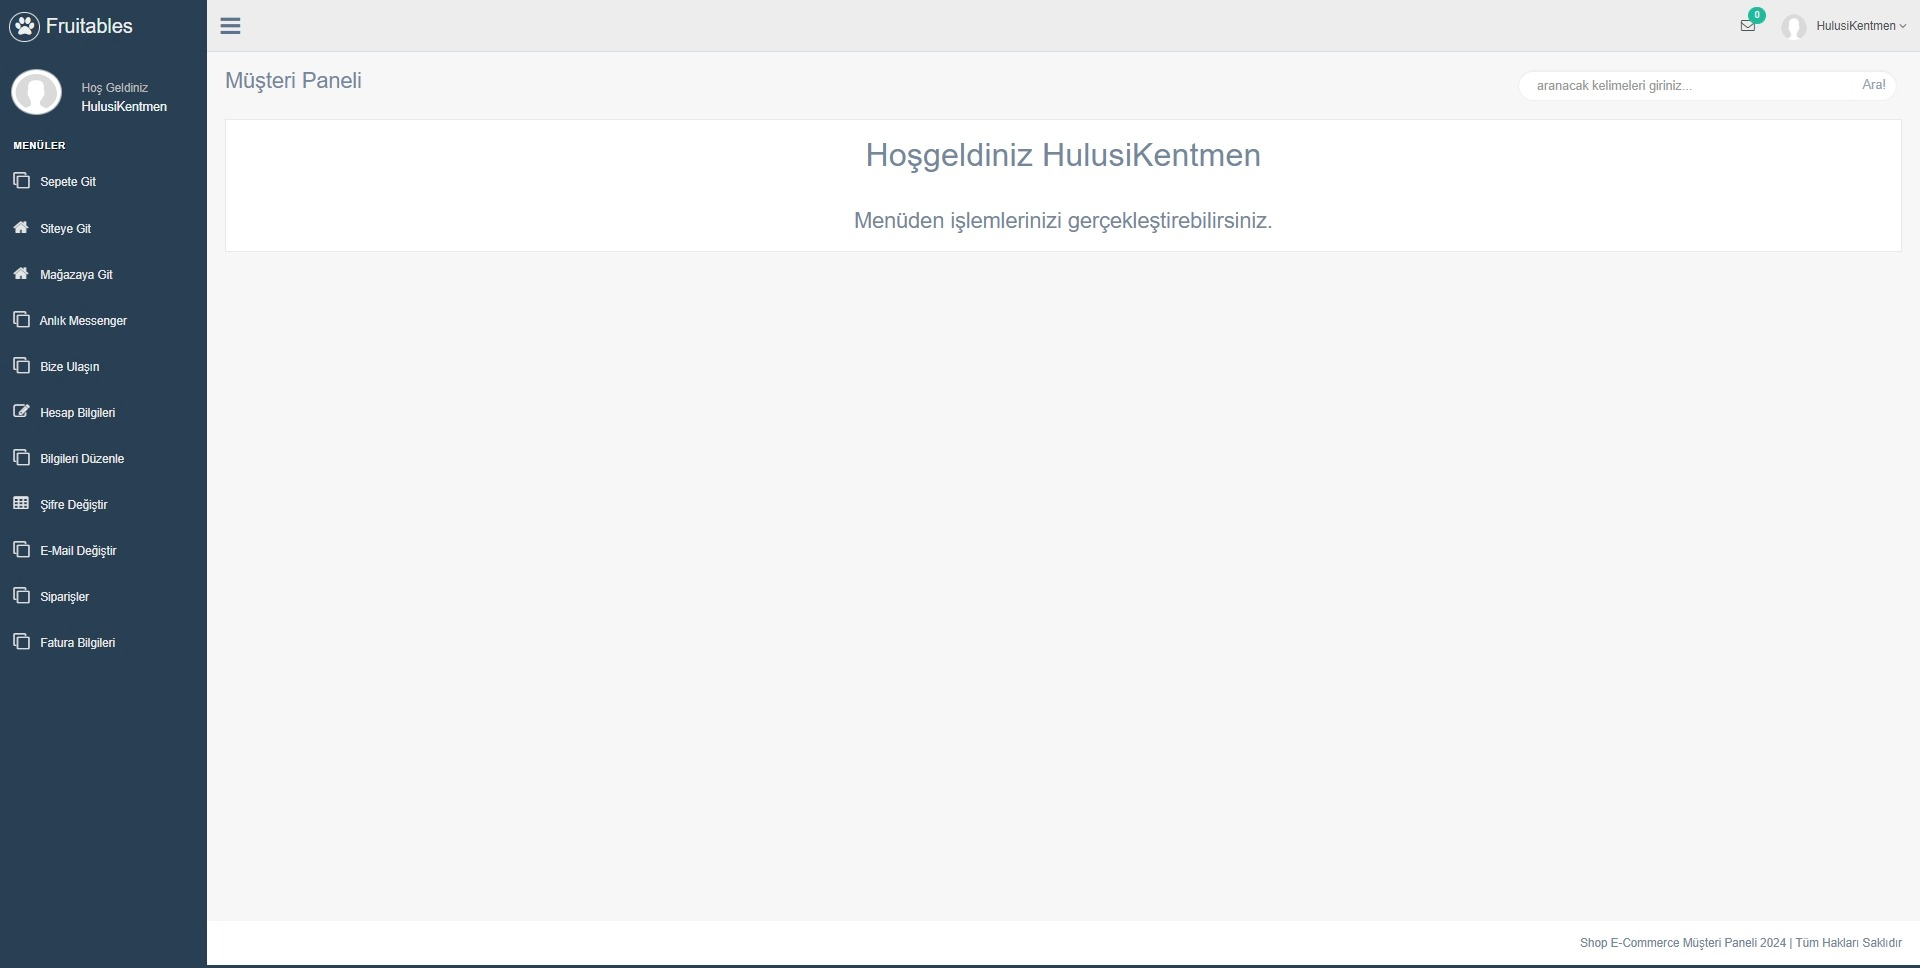 Fruitables
0
HulusiKentmen
Hoş Geldiniz
HulusiKentmen
MENÜLER
Sepete Git
Siteye Git
Mağazaya Git
Anlık Messenger
Bize Ulaşın
Hesap Bilgileri
Bilgileri Düzenle
Şifre Değiştir
E-Mail Değiştir
Siparişler
Fatura Bilgileri
Müşteri Paneli
aranacak kelimeleri giriniz...
Ara!
Hoşgeldiniz HulusiKentmen
Menüden işlemlerinizi gerçekleştirebilirsiniz.
Shop E-Commerce Müşteri Paneli 2024 | Tüm Hakları Saklıdır